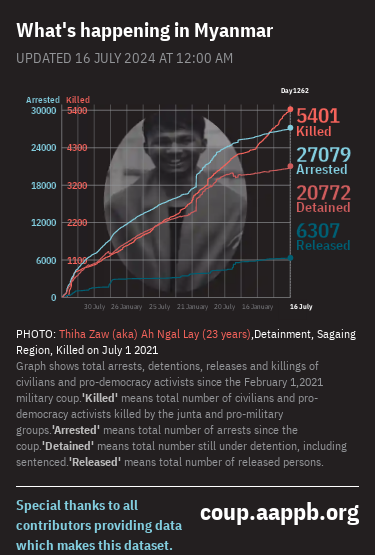 What's happening in Myanmar
UPDATED 16 JULY 2024 AT 12:00 AM
Day1262
Arrested Killed
30000 5400
24000 4300
18000 3200
12000 2200
6000 1100
0
5401
Killed
27079
Arrested
20772
Detained
6307
Released
30 July 26 January 25 July 21 January 20 July 16 January 16 July
PHOTO: Thiha Zaw (aka) Ah Ngal Lay (23 years),Detainment, Sagaing
Region, Killed on July 1 2021
Graph shows total arrests, detentions, releases and killings of
civilians and pro-democracy activists since the February 1,2021
military coup.'Killed' means total number of civilians and pro-
democracy activists killed by the junta and pro-military
groups.'Arrested' means total number of arrests since the
coup.'Detained' means total number still under detention, including
sentenced.'Released' means total number of released persons.
Special thanks to all
contributors providing data
which makes this dataset.
coup.aappb.org